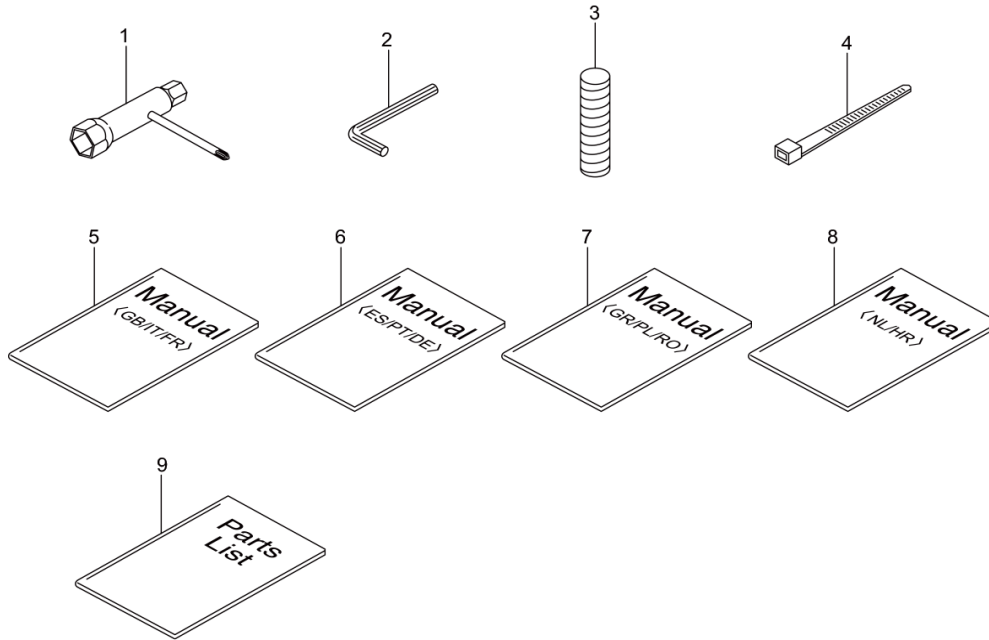 1
2
3
4
5
6
7
8
Manual
〈GB/IT/FR〉
Manual
〈ES/PT/DE〉
Manual
〈GR/PL/RO〉
Manual
〈NL/HR〉
9
Parts
List